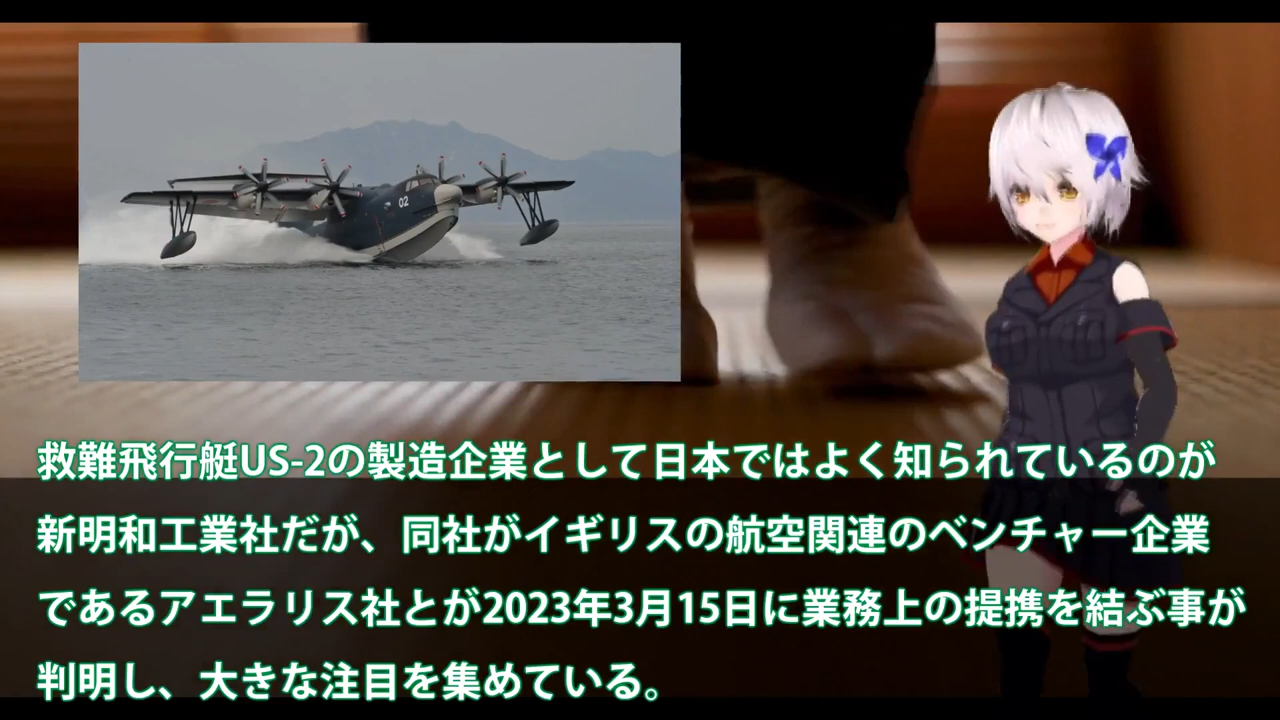 02
救難飛行艇US-2の製造企業として日本ではよく知られているのが
新明和工業社だが、同社がイギリスの航空関連のベンチャー企業
であるアエラリス社とが2023年3月15日に業務上の提携を結ぶ事が
判明し、大きな注目を集めている。